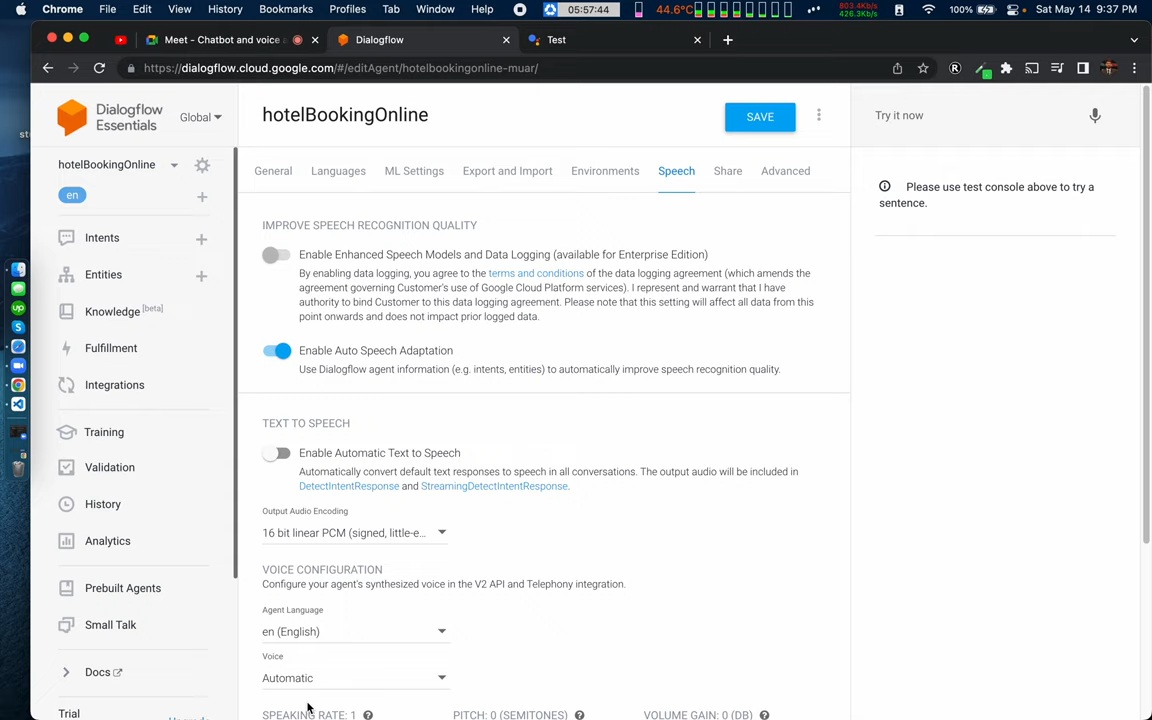 Chrome File Edit View History Bookmarks Profiles Tab Window Help 05:57:44 44.6°C 803.4Kb/s 426.3Kb/s 100% Sat May 14 9:37 PM
Meet - Chatbot and voice Dialogflow Test
https://dialogflow.cloud.google.com/#/editAgent/hotelbookingonline-muar/
Dialogflow
Essentials
Global
hotelBookingOnline
SAVE
Try it now
hotelBookingOnline
en
General Languages ML Settings Export and Import Environments Speech Share Advanced
Please use test console above to try a
sentence.
Intents
Entities
Knowledge [beta]
Fulfillment
Integrations
Training
Validation
History
Analytics
Prebuilt Agents
Small Talk
Docs
Trial
IMPROVE SPEECH RECOGNITION QUALITY
Enable Enhanced Speech Models and Data Logging (available for Enterprise Edition)
By enabling data logging, you agree to the terms and conditions of the data logging agreement (which amends the
agreement governing Customer's use of Google Cloud Platform services). I represent and warrant that I have
authority to bind Customer to this data logging agreement. Please note that this setting will affect all data from this
point onwards and does not impact prior logged data.
Enable Auto Speech Adaptation
Use Dialogflow agent information (e.g. intents, entities) to automatically improve speech recognition quality.
TEXT TO SPEECH
Enable Automatic Text to Speech
Automatically convert default text responses to speech in all conversations. The output audio will be included in
DetectIntentResponse and StreamingDetectIntentResponse.
Output Audio Encoding
16 bit linear PCM (signed, little-e...
VOICE CONFIGURATION
Configure your agent's synthesized voice in the V2 API and Telephony integration.
Agent Language
en (English)
Voice
Automatic
SPEAKING RATE: 1 PITCH: 0 (SEMITONES) VOLUME GAIN: 0 (DB)